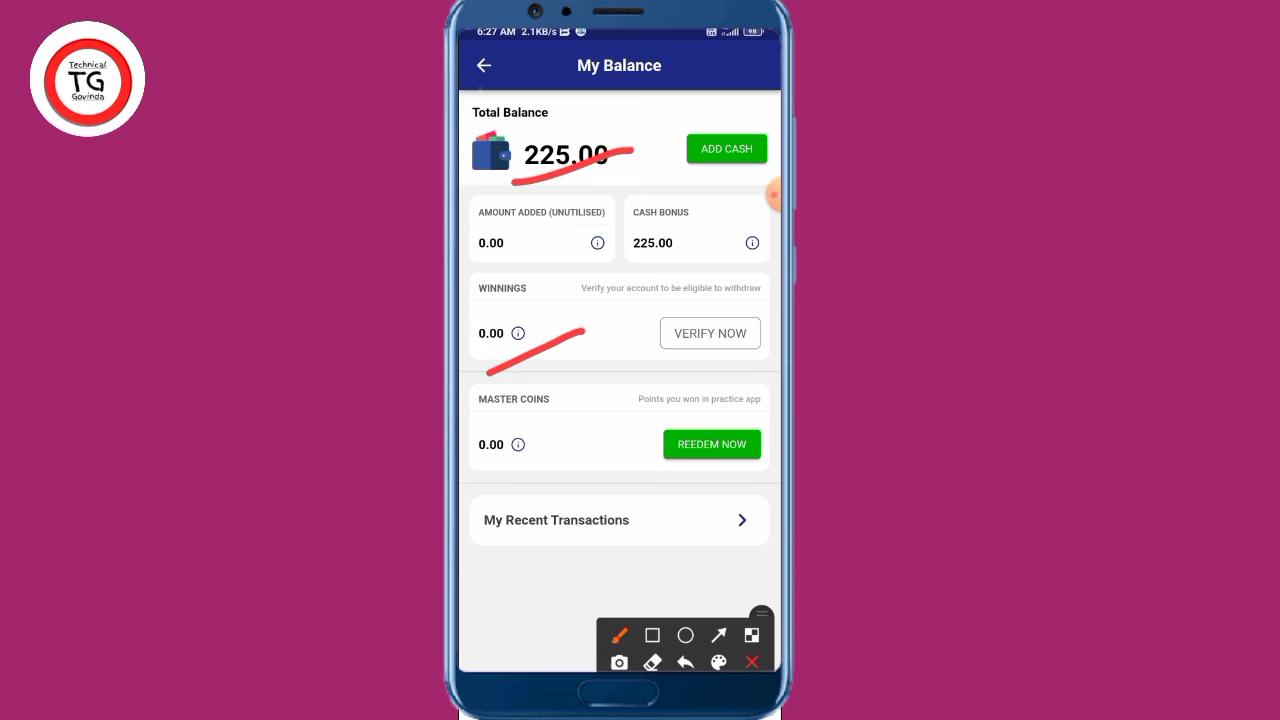 Technical
TG
Govinda
6:27 AM 2.1KB/s
98
My Balance
Total Balance
225.00
ADD CASH
AMOUNT ADDED (UNUTILISED)
CASH BONUS
0.00
225.00
WINNINGS
Verify your account to be eligible to withdraw
0.00
VERIFY NOW
MASTER COINS
Points you won in practice app
0.00
REEDEM NOW
My Recent Transactions